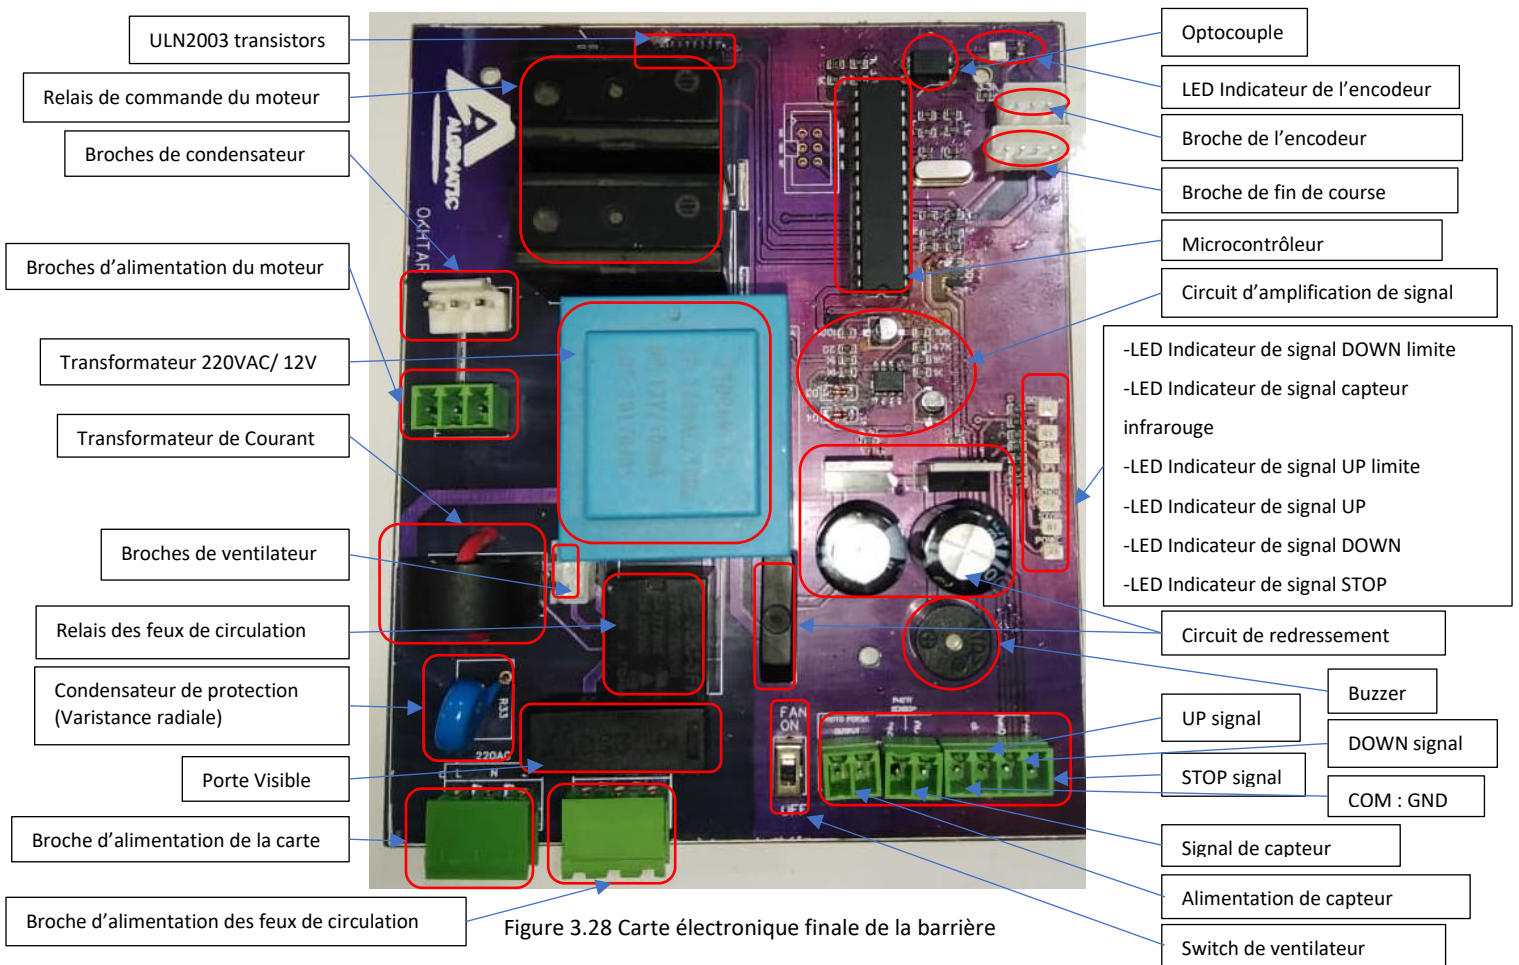 ULN2003 transistors
Relais de commande du moteur
Broches de condensateur
Broches d’alimentation du moteur
Transformateur 220VAC/ 12V
Transformateur de Courant
Broches de ventilateur
Relais des feux de circulation
Condensateur de protection
(Varistance radiale)
Porte Visible
Broche d’alimentation de la carte
Broche d’alimentation des feux de circulation
ALGEMATIC
OKHTAR
R33
220AC
L N
FAN
ON
OFF
OUTPUT
Optocouple
LED Indicateur de l’encodeur
Broche de l’encodeur
Broche de fin de course
Microcontrôleur
Circuit d’amplification de signal
-LED Indicateur de signal DOWN limite
-LED Indicateur de signal capteur
infrarouge
-LED Indicateur de signal UP limite
-LED Indicateur de signal UP
-LED Indicateur de signal DOWN
-LED Indicateur de signal STOP
Circuit de redressement
Buzzer
UP signal
DOWN signal
STOP signal
COM : GND
Signal de capteur
Alimentation de capteur
Switch de ventilateur
Figure 3.28 Carte électronique finale de la barrière